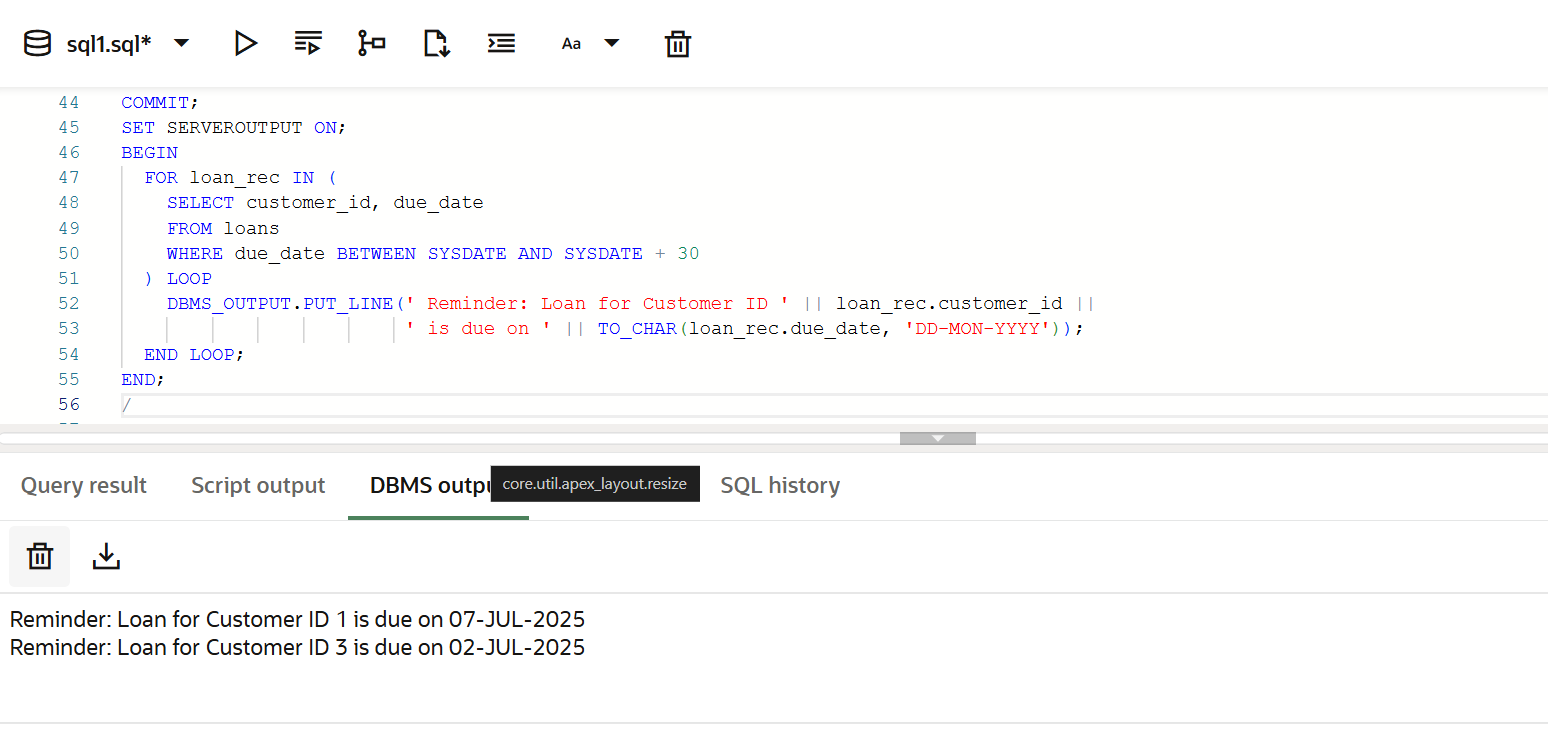 sql1.sql*
Aa
44 COMMIT;
45 SET SERVEROUTPUT ON;
46 BEGIN
47 FOR loan_rec IN (
48 SELECT customer_id, due_date
49 FROM loans
50 WHERE due_date BETWEEN SYSDATE AND SYSDATE + 30
51 ) LOOP
52 DBMS_OUTPUT.PUT_LINE(' Reminder: Loan for Customer ID ' || loan_rec.customer_id ||
53 ' is due on ' || TO_CHAR(loan_rec.due_date, 'DD-MON-YYYY'));
54 END LOOP;
55 END;
56 /
Query result Script output DBMS outpu core.util.apex_layout.resize SQL history
Reminder: Loan for Customer ID 1 is due on 07-JUL-2025
Reminder: Loan for Customer ID 3 is due on 02-JUL-2025